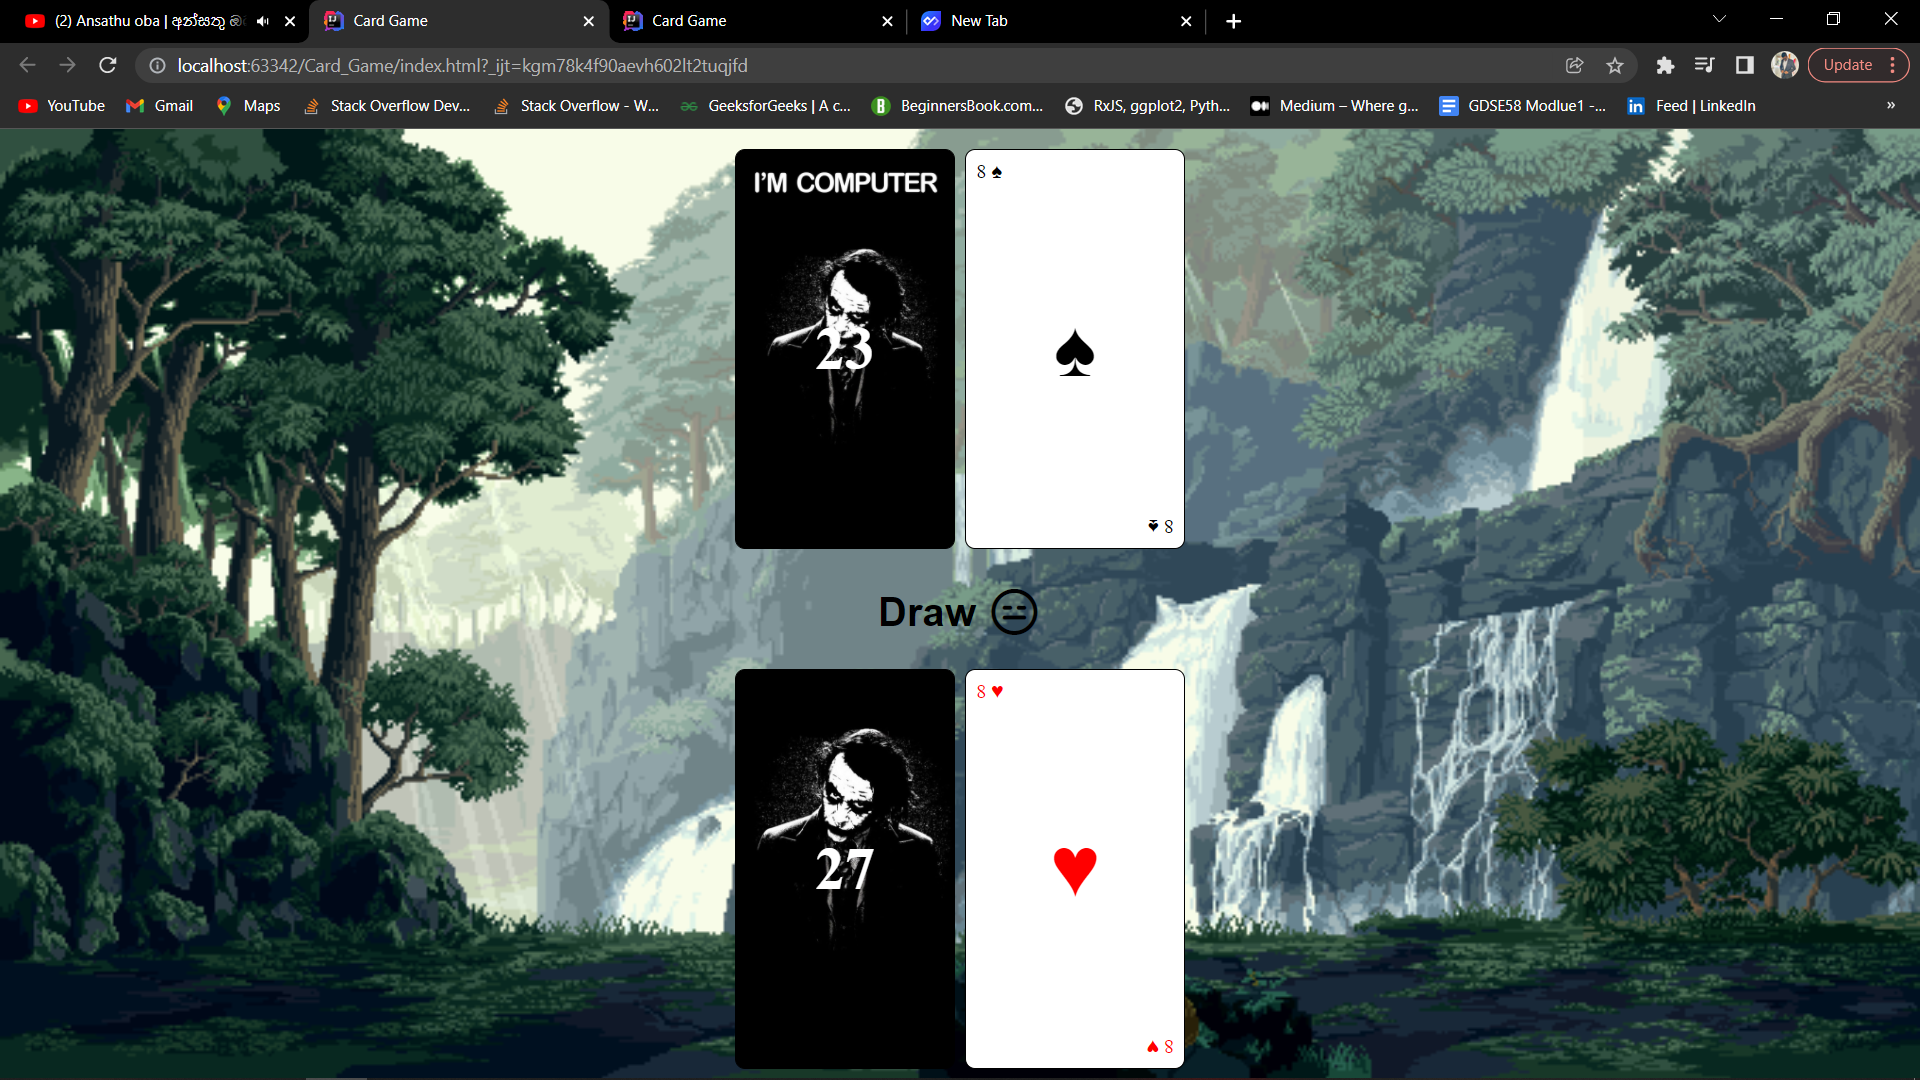 (2) Ansathu oba | අන්සතු ඔබ
Card Game
Card Game
New Tab
localhost:63342/Card_Game/index.html?_ijt=kgm78k4f90aevh602lt2tuqjfd
Update
YouTube
Gmail
Maps
Stack Overflow Dev...
Stack Overflow - W...
GeeksforGeeks | A c...
BeginnersBook.com...
RxJS, ggplot2, Pyth...
Medium – Where g...
GDSE58 Modlue1 -...
Feed | LinkedIn
»
I'M COMPUTER
23
8 ♠
♠
8 ♠
Draw 😑
27
8 ♥
♥
8 ♥